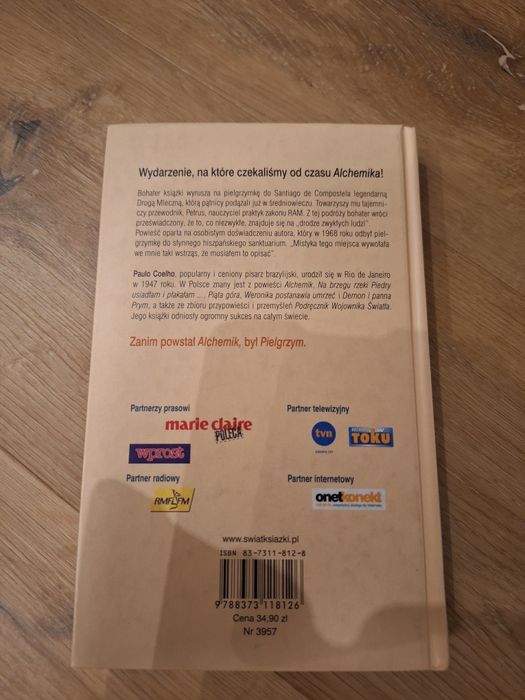 Wydarzenie, na które czekaliśmy od czasu Alchemika!
Bohater książki wyrusza na pielgrzymkę do Santiago de Compostela legendarną
Drogą Mleczną, którą pątnicy podążali już w średniowieczu. Towarzyszy mu tajemni-
czy przewodnik, Petrus, nauczyciel praktyk zakonu RAM. Z tej podróży bohater wróci
przeświadczony, że to, co niezwykłe, znajduje się na „drodze zwykłych ludzi".
Powieść oparta na osobistym doświadczeniu autora, który w 1968 roku odbył piel-
grzymkę do słynnego hiszpańskiego sanktuarium. „Mistyka tego miejsca wywołała
we mnie taki wstrząs, że musiałem to opisać".
Paulo Coelho, popularny i ceniony pisarz brazylijski, urodził się w Rio de Janeiro
w 1947 roku. W Polsce znany jest z powieści Alchemik, Na brzegu rzeki Piedry
usiadłam i płakałam ..., Piąta góra, Weronika postanawia umrzeć i Demon i panna
Prym, a także ze zbioru przypowieści i przemyśleń Podręcznik Wojownika Światła.
Jego książki odniosły ogromny sukces na całym świecie.
Zanim powstał Alchemik, był Pielgrzym.
Partnerzy prasowi
Partner telewizyjny
marie claire
POLECA
tvn
TOKU
wprost
Partner radiowy
Partner internetowy
RMF FM
onetkonekt
www.swiatksiazki.pl
ISBN 83-7311-812-8
9788373118126
Cena 34,90 zł
Nr 3957